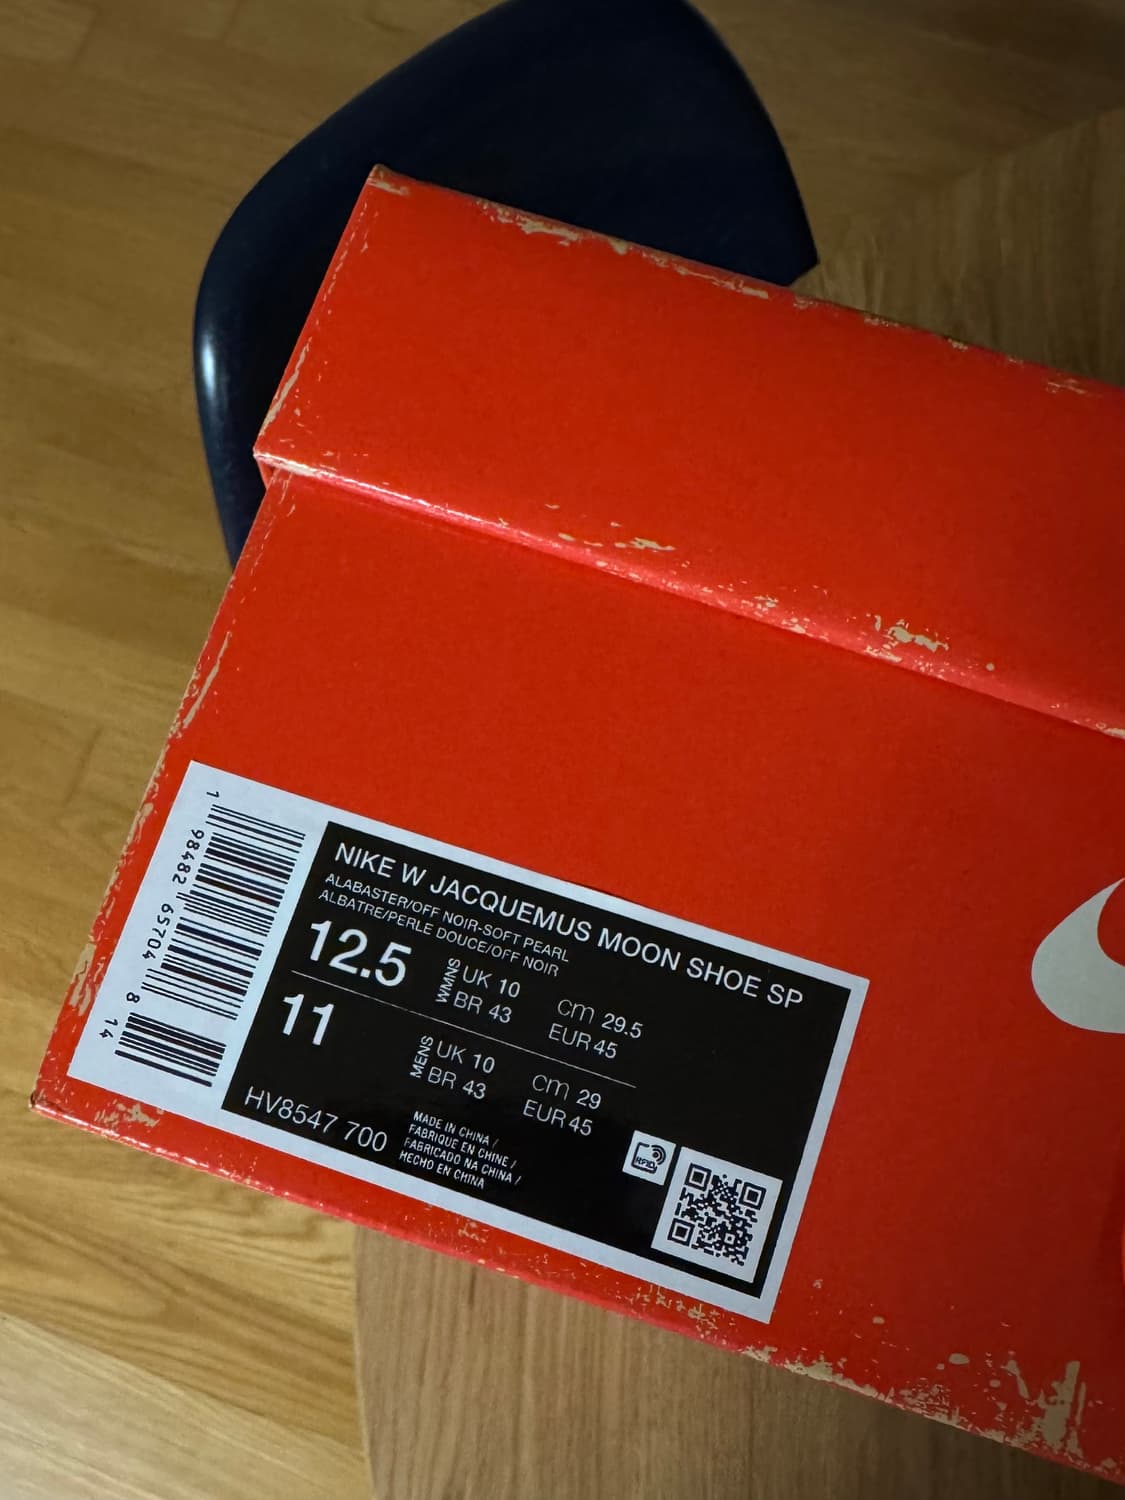 NIKE W JACQUEMUS MOON SHOE SP
ALABASTER/OFF NOIR-SOFT PEARL
ALBATRE/PERLE DOUCE/OFF NOIR
12.5 WMNS UK 10 cm 29.5
BR 43 EUR 45
11 MENS UK 10 cm 29
BR 43 EUR 45
HV8547 700
MADE IN CHINA /
FABRIQUE EN CHINE /
FABRICADO NA CHINA /
HECHO EN CHINA
RFID
1 98482 65704 8 14